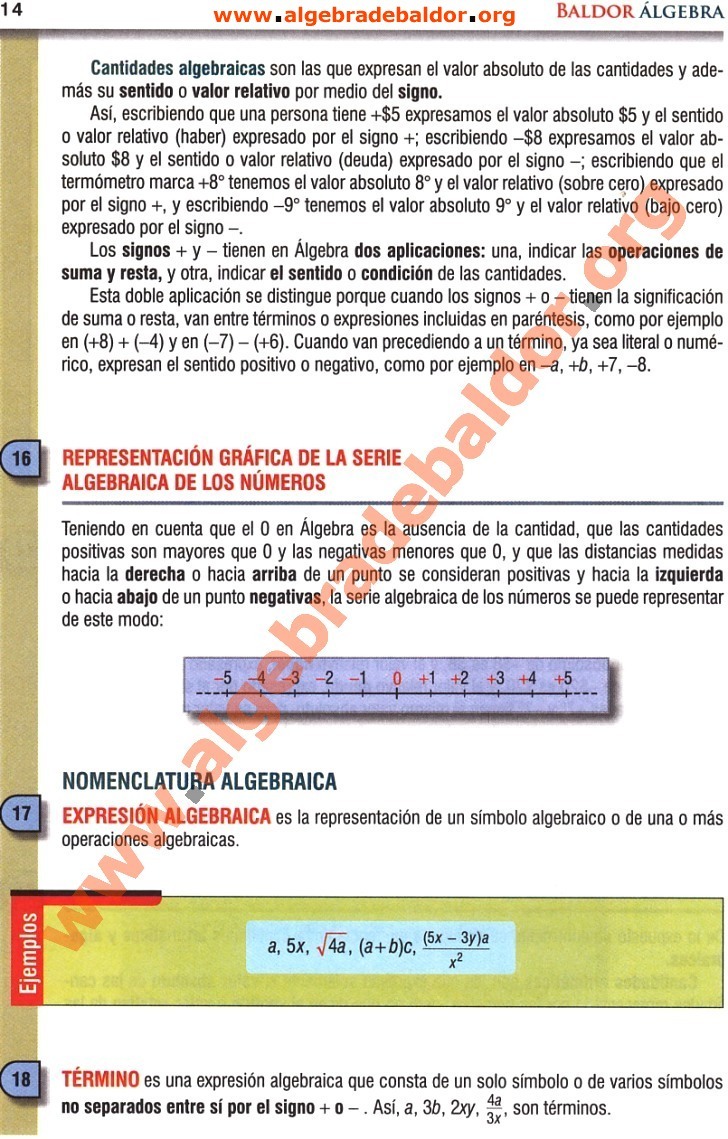 14
www.algebradebaldor.org
BALDOR ÁLGEBRA
Cantidades algebraicas son las que expresan el valor absoluto de las cantidades y ade-
más su sentido o valor relativo por medio del signo.
Así, escribiendo que una persona tiene +$5 expresamos el valor absoluto $5 y el sentido
o valor relativo (haber) expresado por el signo +; escribiendo –$8 expresamos el valor ab-
soluto $8 y el sentido o valor relativo (deuda) expresado por el signo –; escribiendo que el
termómetro marca +8° tenemos el valor absoluto 8° y el valor relativo (sobre cero) expresado
por el signo +, y escribiendo –9° tenemos el valor absoluto 9° y el valor relativo (bajo cero)
expresado por el signo –.
Los signos + y – tienen en Álgebra dos aplicaciones: una, indicar las operaciones de
suma y resta, y otra, indicar el sentido o condición de las cantidades.
Esta doble aplicación se distingue porque cuando los signos + o – tienen la significación
de suma o resta, van entre términos o expresiones incluidas en paréntesis, como por ejemplo
en (+8) + (–4) y en (–7) – (+6). Cuando van precediendo a un término, ya sea literal o numé-
rico, expresan el sentido positivo o negativo, como por ejemplo en –a, +b, +7, –8.
16
REPRESENTACIÓN GRÁFICA DE LA SERIE
ALGEBRAICA DE LOS NÚMEROS
Teniendo en cuenta que el 0 en Álgebra es la ausencia de la cantidad, que las cantidades
positivas son mayores que 0 y las negativas menores que 0, y que las distancias medidas
hacia la derecha o hacia arriba de un punto se consideran positivas y hacia la izquierda
o hacia abajo de un punto negativas, la serie algebraica de los números se puede representar
de este modo:
–5 –4 –3 –2 –1 0 +1 +2 +3 +4 +5
NOMENCLATURA ALGEBRAICA
17
EXPRESIÓN ALGEBRAICA es la representación de un símbolo algebraico o de una o más
operaciones algebraicas.
Ejemplos
a, 5x, √4a, (a+b)c, (5x – 3y)a / x²
18
TÉRMINO es una expresión algebraica que consta de un solo símbolo o de varios símbolos
no separados entre sí por el signo + o – . Así, a, 3b, 2xy, 4a/3x, son términos.
www.algebradebaldor.org